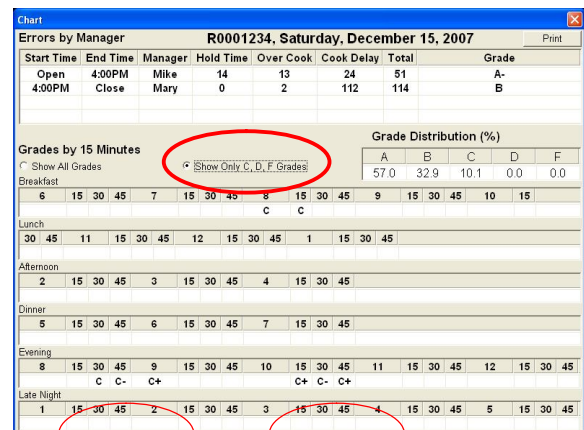 Chart
Errors by Manager R0001234, Saturday, December 15, 2007 Print
Start Time End Time Manager Hold Time Over Cook Cook Delay Total Grade
Open 4:00PM Mike 14 13 24 51 A-
4:00PM Close Mary 0 2 112 114 B
Grade Distribution (%)
Grades by 15 Minutes
A B C D F
Show All Grades Show Only C, D, F Grades
57.0 32.9 10.1 0.0 0.0
Breakfast
6 15 30 45 7 15 30 45 8 15 30 45 9 15 30 45 10 15
C C
Lunch
30 45 11 15 30 45 12 15 30 45 1 15 30 45
Afternoon
2 15 30 45 3 15 30 45 4 15 30 45
Dinner
5 15 30 45 6 15 30 45 7 15 30 45
Evening
8 15 30 45 9 15 30 45 10 15 30 45 11 15 30 45 12 15 30 45
C C- C+ C+ C- C+
Late Night
1 15 30 45 2 15 30 45 3 15 30 45 4 15 30 45 5 15 30 45